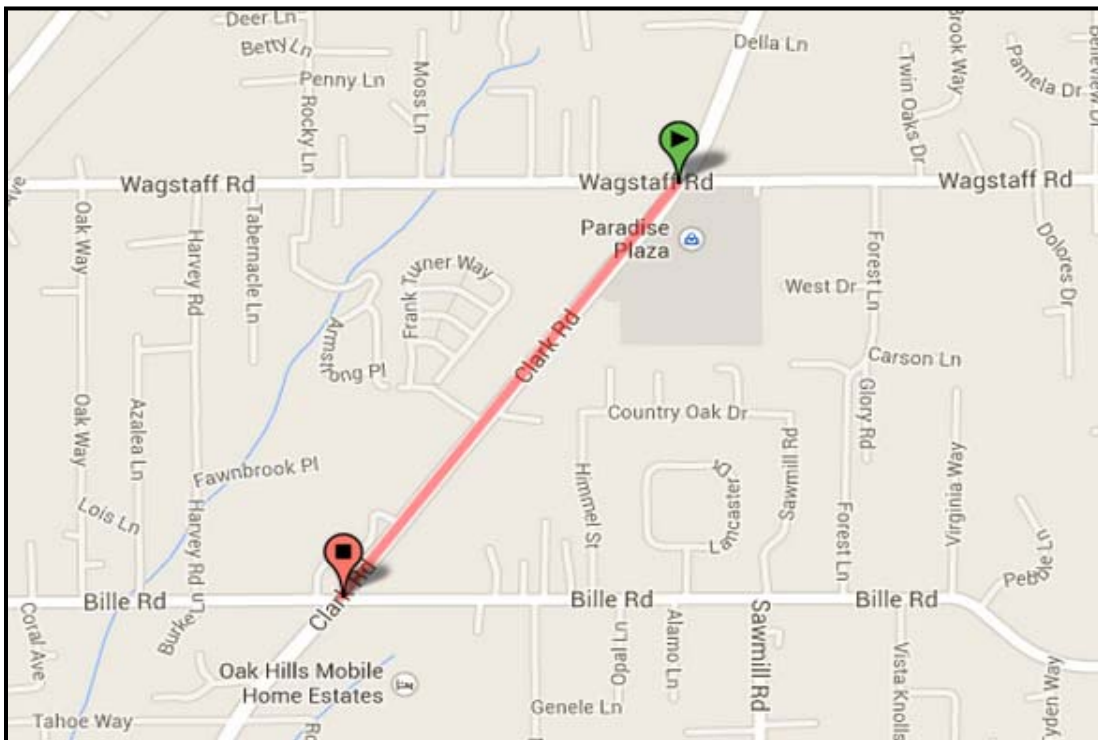 Deer Ln
Betty Ln
Penny Ln
Moss Ln
Rocky Ln
Della Ln
Twin Oaks Dr
Brook Way
Pamela Dr
Belleview Dr
Wagstaff Rd
Wagstaff Rd
Wagstaff Rd
Paradise
Plaza
Oak Way
Harvey Rd
Tabernacle Ln
Frank Turner Way
Armstrong Pl
Clark Rd
West Dr
Forest Ln
Dolores Dr
Carson Ln
Glory Rd
Country Oak Dr
Oak Way
Azalea Ln
Fawnbrook Pl
Lois Ln
Harvey Rd
Himmel St
Sawmill Rd
Forest Ln
Virginia Way
Bille Rd
Clark Rd
Bille Rd
Bille Rd
Coral Ave
Burke Ln
Opal Ln
Alamo Ln
Sawmill Rd
Vista Knolls
Oak Hills Mobile
Home Estates
Genele Ln
Tahoe Way